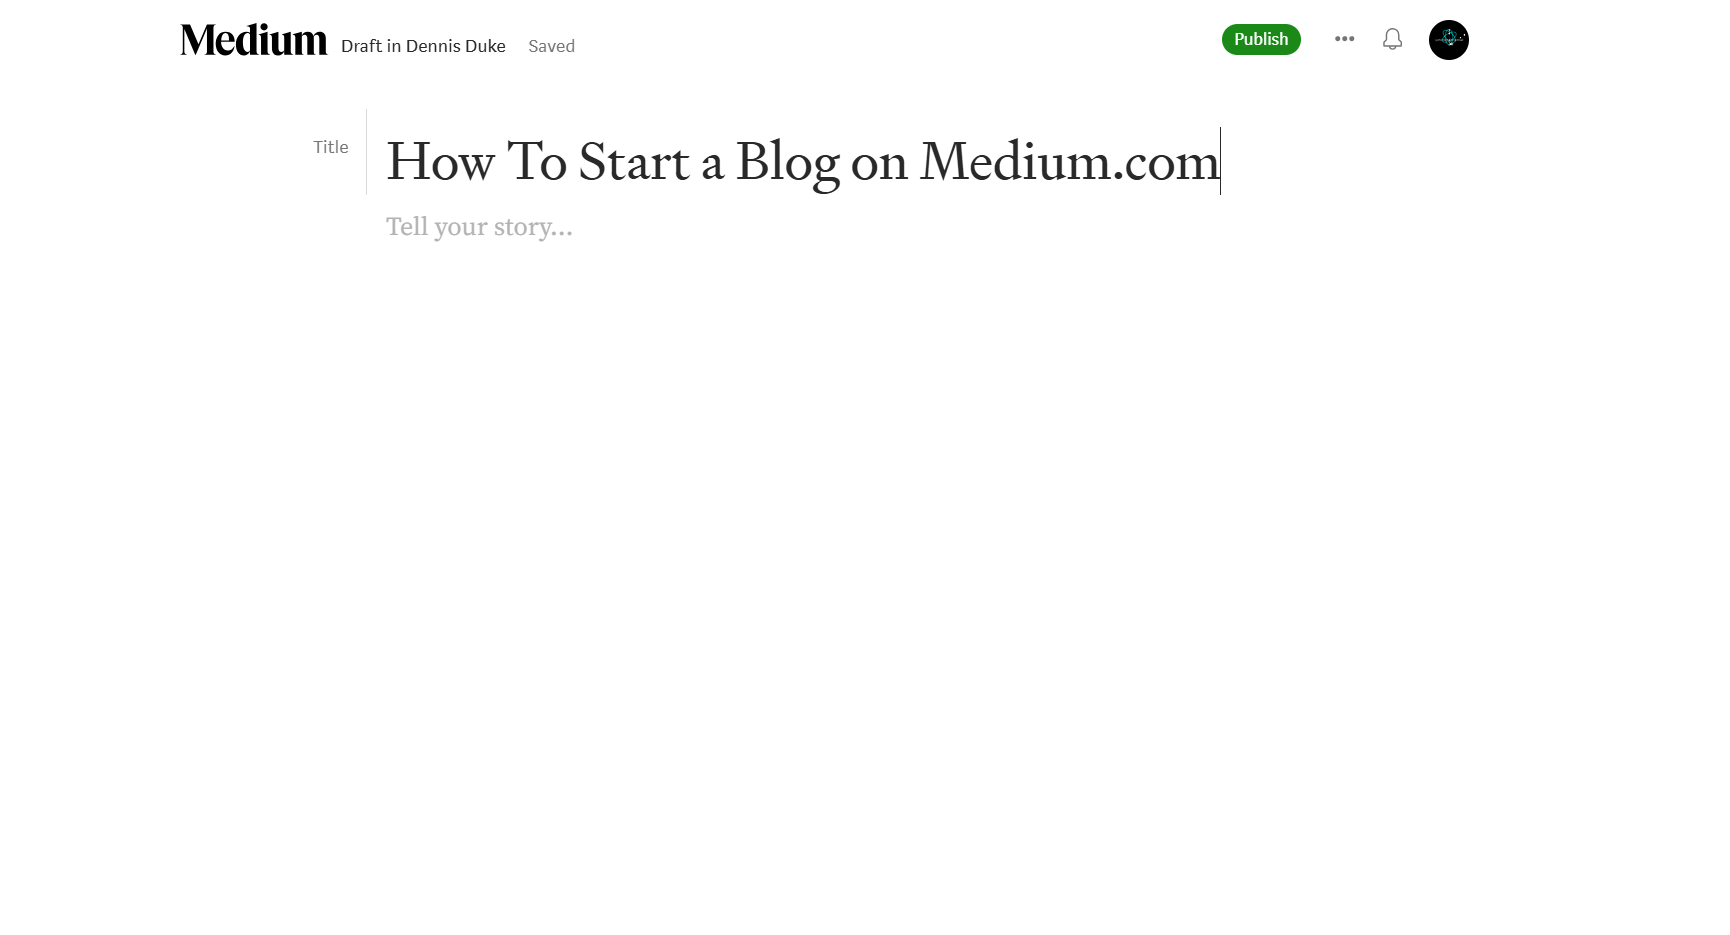 Medium Draft in Dennis Duke Saved Publish
Title
How To Start a Blog on Medium.com
Tell your story...